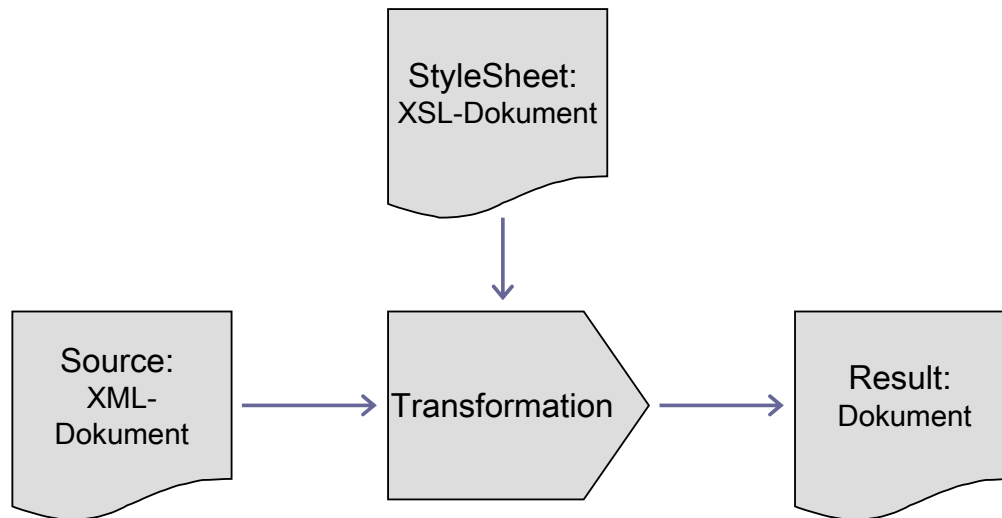 StyleSheet:
XSL-Dokument
Source:
XML-
Dokument
Transformation
Result:
Dokument